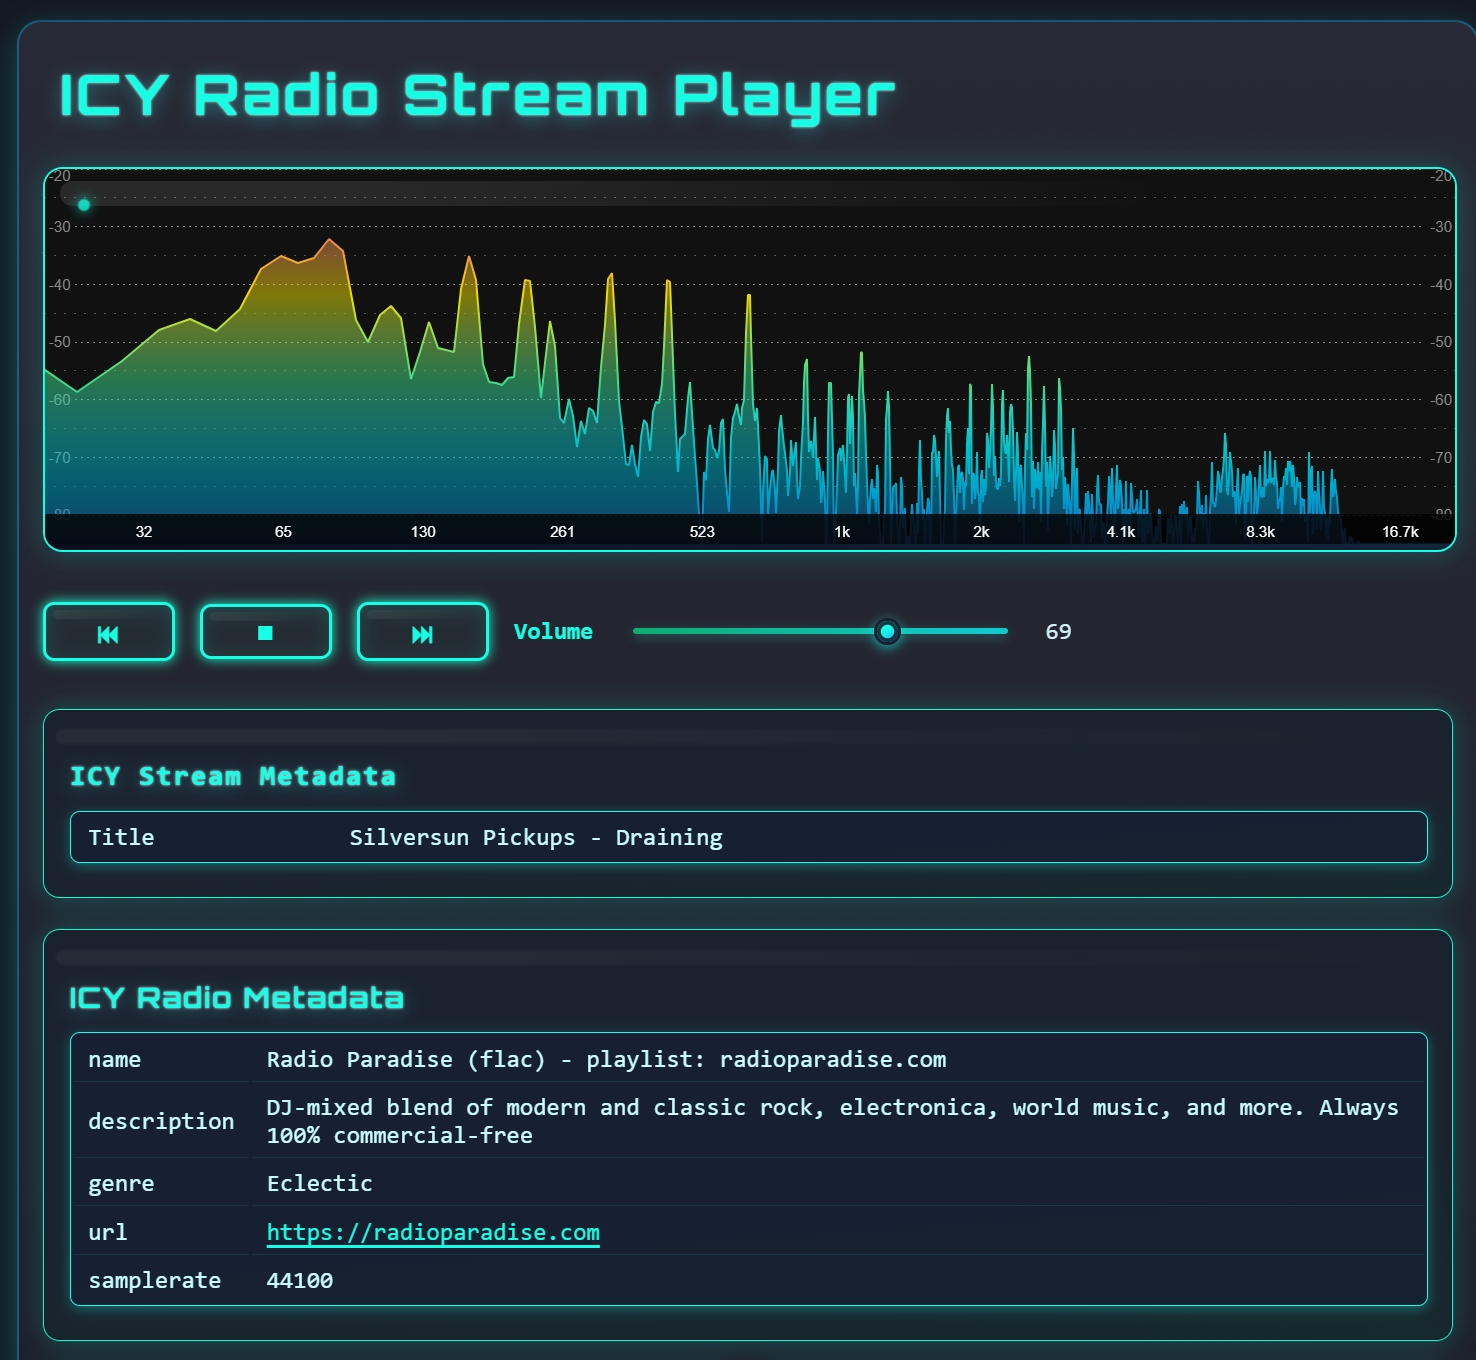 ICY Radio Stream Player
-20 -20
-30 -30
-40 -40
-50 -50
-60 -60
-70 -70
-80 -80
32 65 130 261 523 1k 2k 4.1k 8.3k 16.7k
Volume 69
ICY Stream Metadata
Title Silversun Pickups - Draining
ICY Radio Metadata
name Radio Paradise (flac) - playlist: radioparadise.com
description DJ-mixed blend of modern and classic rock, electronica, world music, and more. Always
100% commercial-free
genre Eclectic
url https://radioparadise.com
samplerate 44100